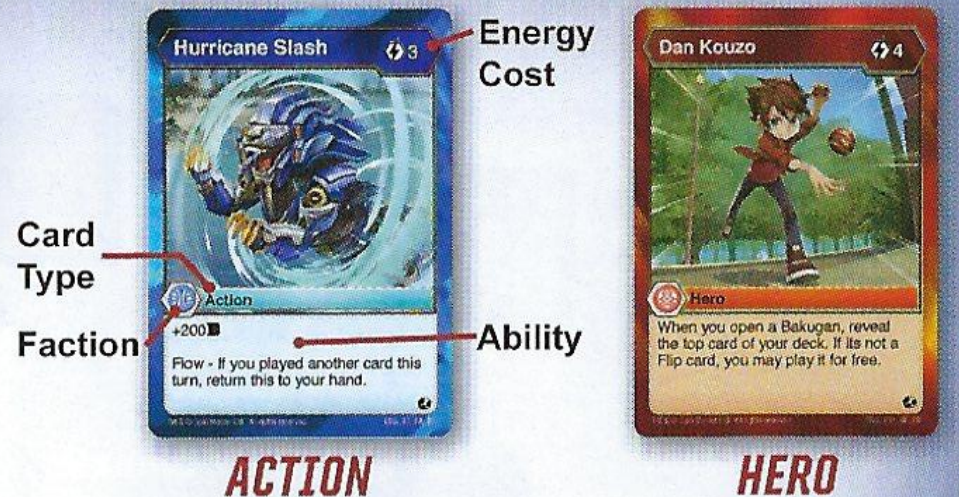 Hurricane Slash 3
Energy
Cost
Dan Kouzo 4
Card
Type
Action
Faction
+200
Ability
Flow - If you played another card this
turn, return this to your hand.
Hero
When you open a Bakugan, reveal
the top card of your deck. If its not a
Flip card, you may play it for free.
ACTION
HERO